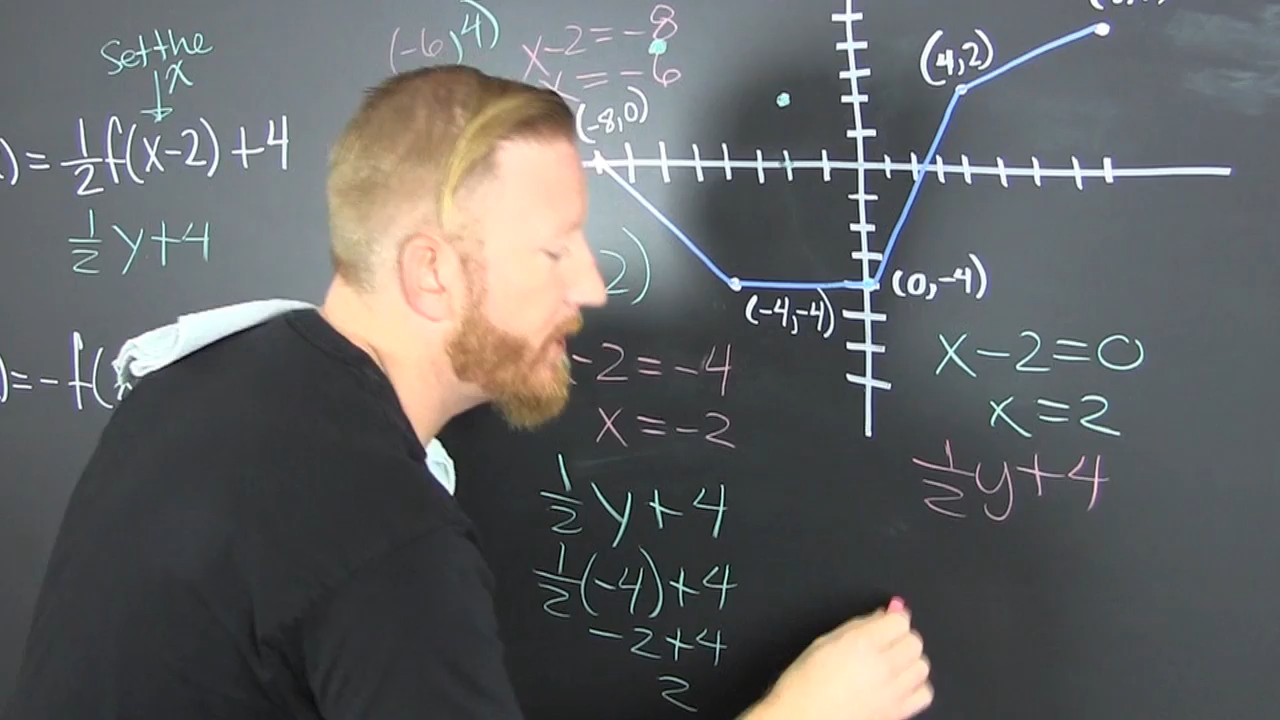 Set the
x
) = 1/2 f(x-2) + 4
1/2 y + 4
) = - f(
(-6, 4)
x - 2 = -8
x = -6
(-8, 0)
(4, 2)
(-4, -4)
(0, -4)
2)
- 2 = -4
x = -2
1/2 y + 4
1/2 (-4) + 4
-2 + 4
2
x - 2 = 0
x = 2
1/2 y + 4